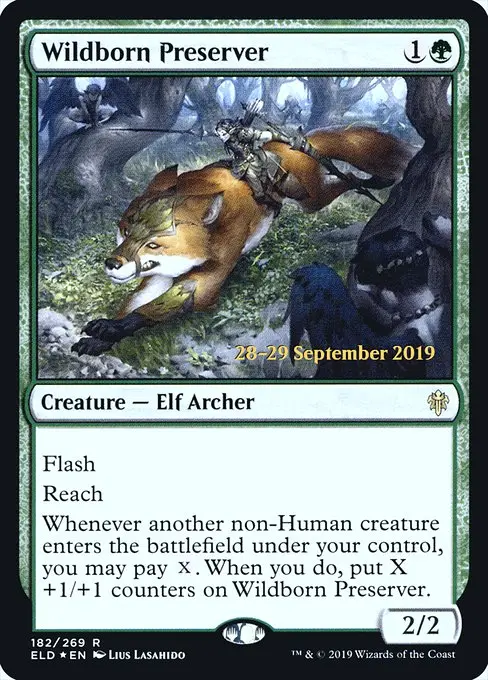 Wildborn Preserver 1
28–29 September 2019
Creature — Elf Archer
Flash
Reach
Whenever another non-Human creature
enters the battlefield under your control,
you may pay X. When you do, put X
+1/+1 counters on Wildborn Preserver.
2/2
182/269 R
ELD ★ EN Lius Lasahido
™ & © 2019 Wizards of the Coast